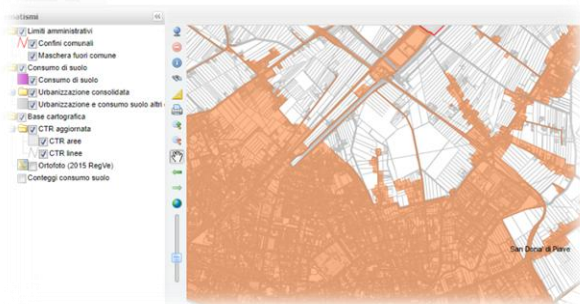 Limiti amministrativi
Confini comunali
Maschera fuori comune
Consumo di suolo
Consumo di suolo
Urbanizzazione consolidata
Urbanizzazione e consumo suolo altri
Base cartografica
CTR aggiornata
CTR aree
CTR linee
Ortofoto (2015 RegVe)
Conteggi consumo suolo
San Donà di Piave